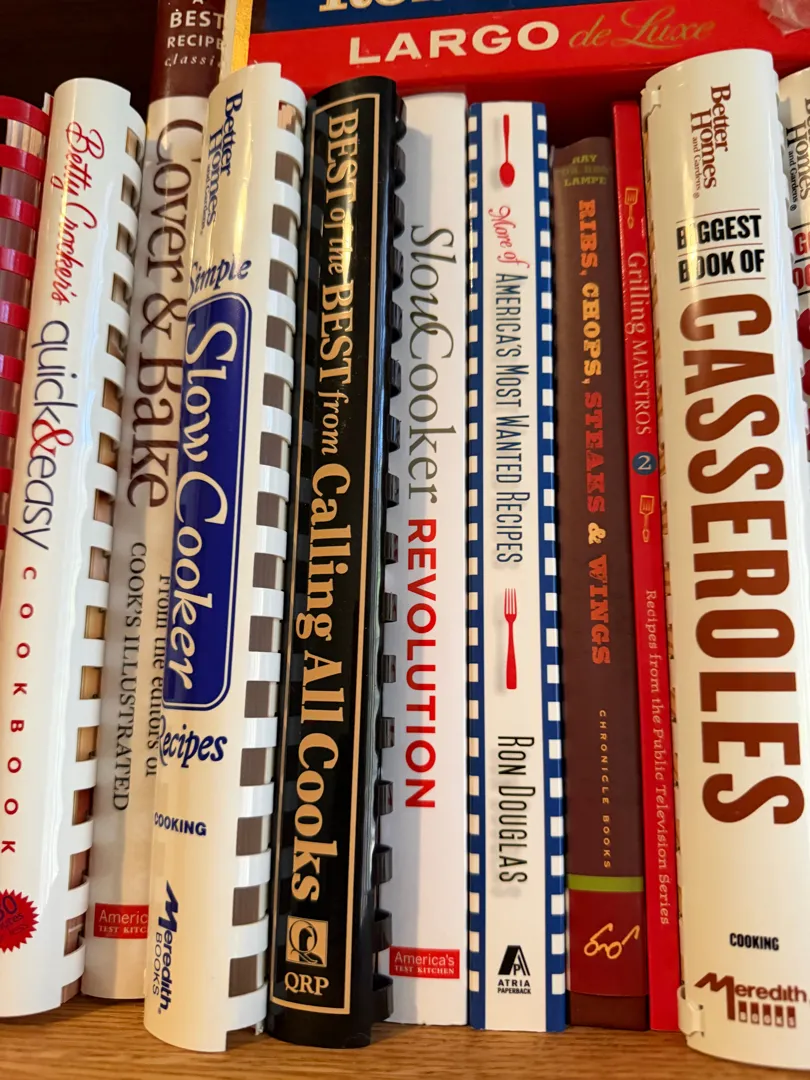 LARGO de Luxe
A
BEST
RECIPE
classic
Betty Crocker's
quick&easy
COOKBOOK
Cover & Bake
From the editors of
COOK'S ILLUSTRATED
TEST
Better
Homes
Simple
Slow Cooker
Recipes
COOKING
Meredith
BOOKS
BEST of the BEST from Calling All Cooks
QRP
Slow Cooker REVOLUTION
America's
TEST KITCHEN
More of AMERICA'S MOST WANTED RECIPES
RON DOUGLAS
ATRIA
PAPERBACK
RAY
LAMPE
RIBS, CHOPS, STEAKS & WINGS
CHRONICLE BOOKS
Grilling MAESTROS 2
Recipes from the Public Television Series
Better
Homes
and Gardens®
BIGGEST
BOOK OF
CASSEROLES
COOKING
Meredith
BOOKS